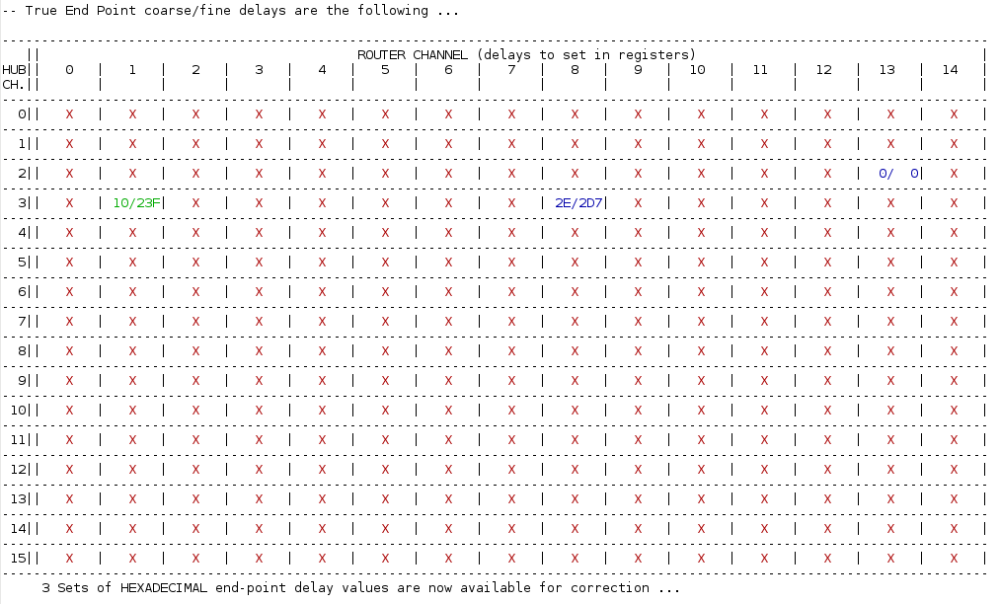 -- True End Point coarse/fine delays are the following ...
--------------------------------------------------------------------------------
|| ROUTER CHANNEL (delays to set in registers) |
HUB|| 0 | 1 | 2 | 3 | 4 | 5 | 6 | 7 | 8 | 9 | 10 | 11 | 12 | 13 | 14 |
CH.|| | | | | | | | | | | | | | | |
--------------------------------------------------------------------------------
0|| X | X | X | X | X | X | X | X | X | X | X | X | X | X | X |
--------------------------------------------------------------------------------
1|| X | X | X | X | X | X | X | X | X | X | X | X | X | X | X |
--------------------------------------------------------------------------------
2|| X | X | X | X | X | X | X | X | X | X | X | X | X | 0/ 0| X |
--------------------------------------------------------------------------------
3|| X | 10/23F| X | X | X | X | X | X | 2E/2D7| X | X | X | X | X | X |
--------------------------------------------------------------------------------
4|| X | X | X | X | X | X | X | X | X | X | X | X | X | X | X |
--------------------------------------------------------------------------------
5|| X | X | X | X | X | X | X | X | X | X | X | X | X | X | X |
--------------------------------------------------------------------------------
6|| X | X | X | X | X | X | X | X | X | X | X | X | X | X | X |
--------------------------------------------------------------------------------
7|| X | X | X | X | X | X | X | X | X | X | X | X | X | X | X |
--------------------------------------------------------------------------------
8|| X | X | X | X | X | X | X | X | X | X | X | X | X | X | X |
--------------------------------------------------------------------------------
9|| X | X | X | X | X | X | X | X | X | X | X | X | X | X | X |
--------------------------------------------------------------------------------
10|| X | X | X | X | X | X | X | X | X | X | X | X | X | X | X |
--------------------------------------------------------------------------------
11|| X | X | X | X | X | X | X | X | X | X | X | X | X | X | X |
--------------------------------------------------------------------------------
12|| X | X | X | X | X | X | X | X | X | X | X | X | X | X | X |
--------------------------------------------------------------------------------
13|| X | X | X | X | X | X | X | X | X | X | X | X | X | X | X |
--------------------------------------------------------------------------------
14|| X | X | X | X | X | X | X | X | X | X | X | X | X | X | X |
--------------------------------------------------------------------------------
15|| X | X | X | X | X | X | X | X | X | X | X | X | X | X | X |
--------------------------------------------------------------------------------
3 Sets of HEXADECIMAL end-point delay values are now available for correction ...